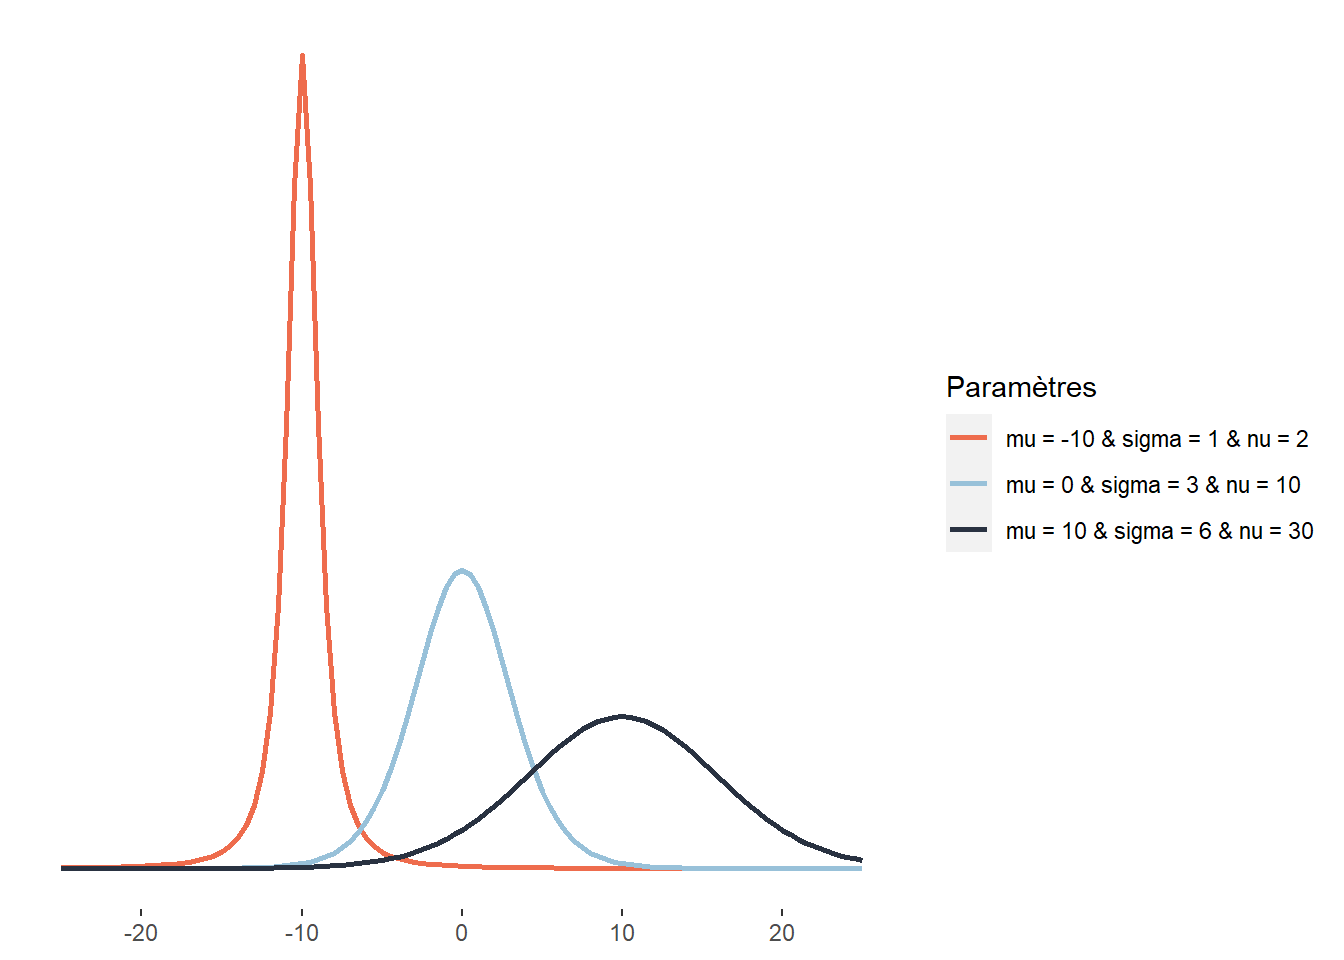 Paramètres
mu = -10 & sigma = 1 & nu = 2
mu = 0 & sigma = 3 & nu = 10
mu = 10 & sigma = 6 & nu = 30
-20 -10 0 10 20